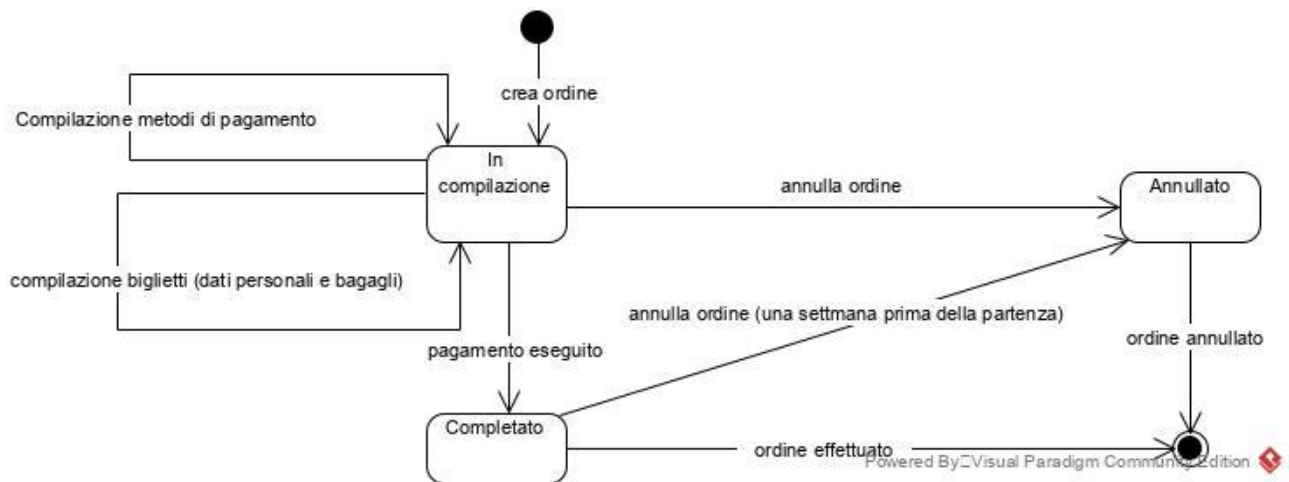 crea ordine
Compilazione metodi di pagamento
In
compilazione
annulla ordine
Annullato
compilazione biglietti (dati personali e bagagli)
annulla ordine (una settmana prima della partenza)
pagamento eseguito
ordine annullato
Completato
ordine effettuato
Powered By Visual Paradigm Community Edition